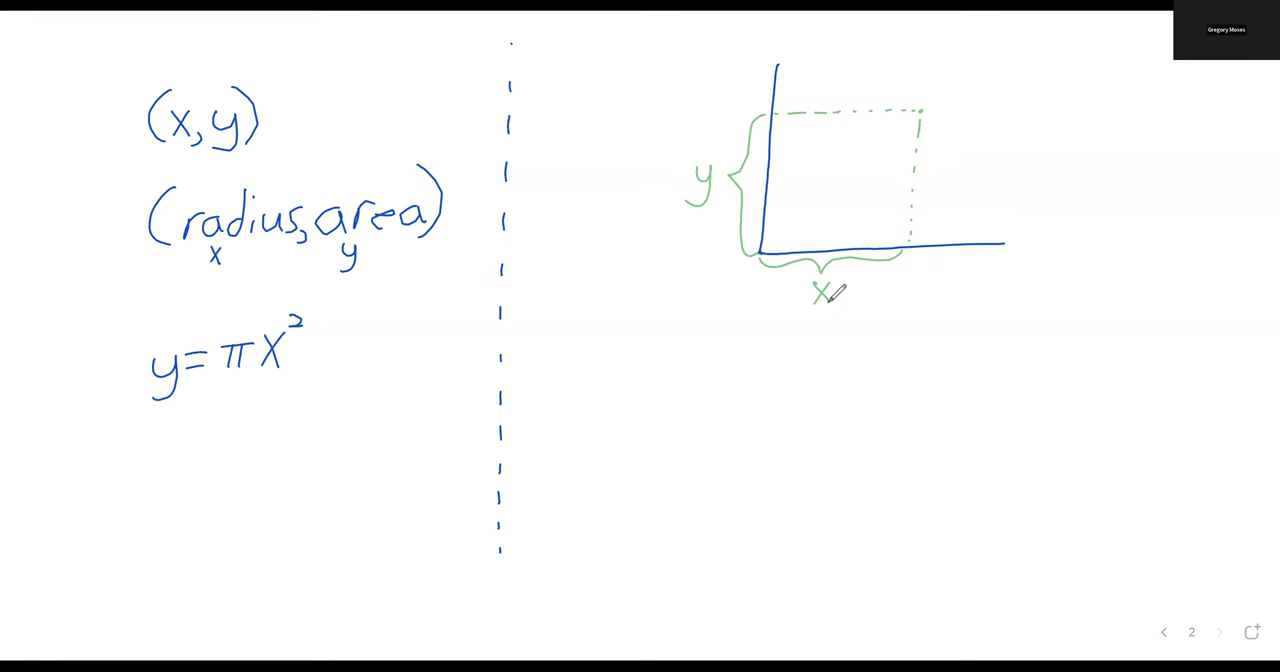 Gregory Moses
(x,y)
(radius, area)
x y
y = πx²
y
x
2